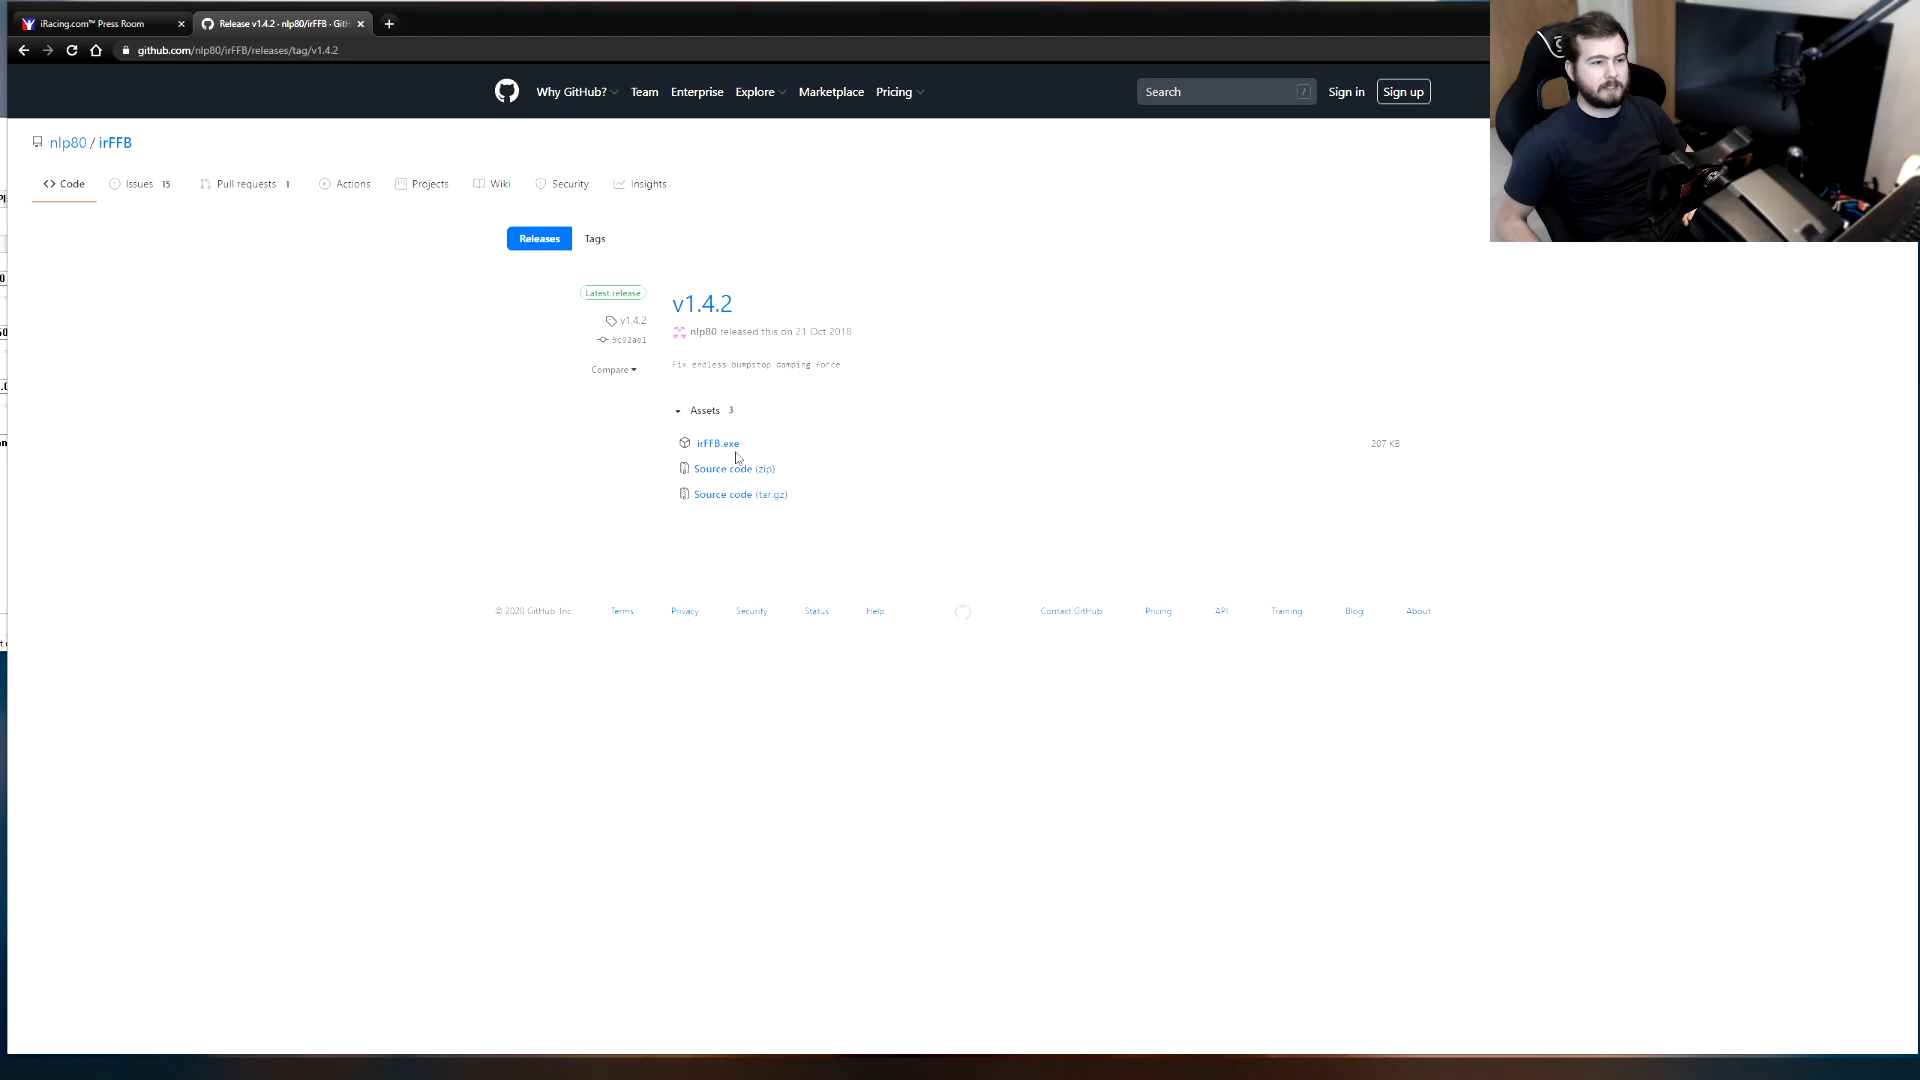 iRacing.com™ Press Room
Release v1.4.2 · nlp80/irFFB · GitH
github.com/nlp80/irFFB/releases/tag/v1.4.2
Why GitHub? Team Enterprise Explore Marketplace Pricing Search / Sign in Sign up
nlp80 / irFFB
Code Issues 15 Pull requests 1 Actions Projects Wiki Security Insights
Releases Tags
Latest release
v1.4.2
v1.4.2
nlp80 released this on 21 Oct 2018
5c92ae1
Compare
Fix endless bumpstop damping force
Assets 3
irFFB.exe 207 KB
Source code (zip)
Source code (tar.gz)
© 2020 GitHub, Inc. Terms Privacy Security Status Help Contact GitHub Pricing API Training Blog About